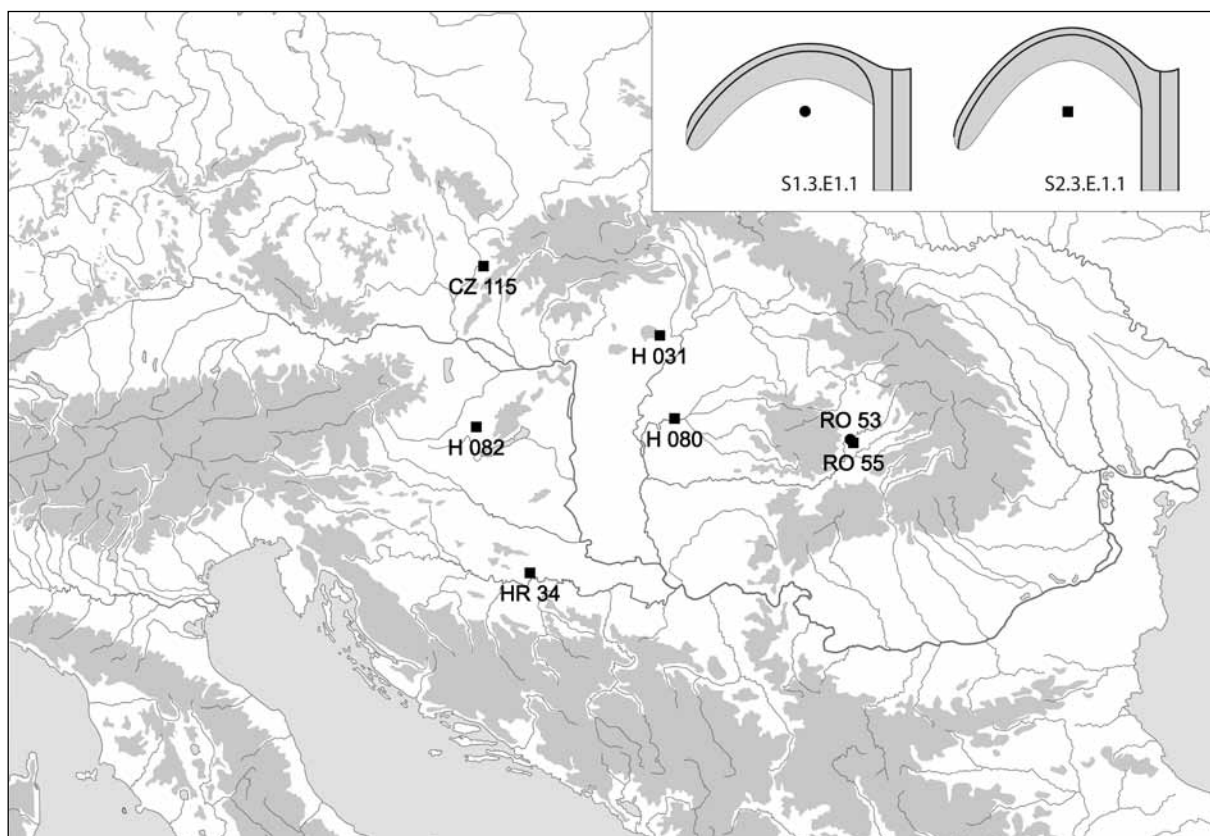 S1.3.E1.1
S2.3.E.1.1
CZ 115
H 031
H 080
H 082
RO 53
RO 55
HR 34